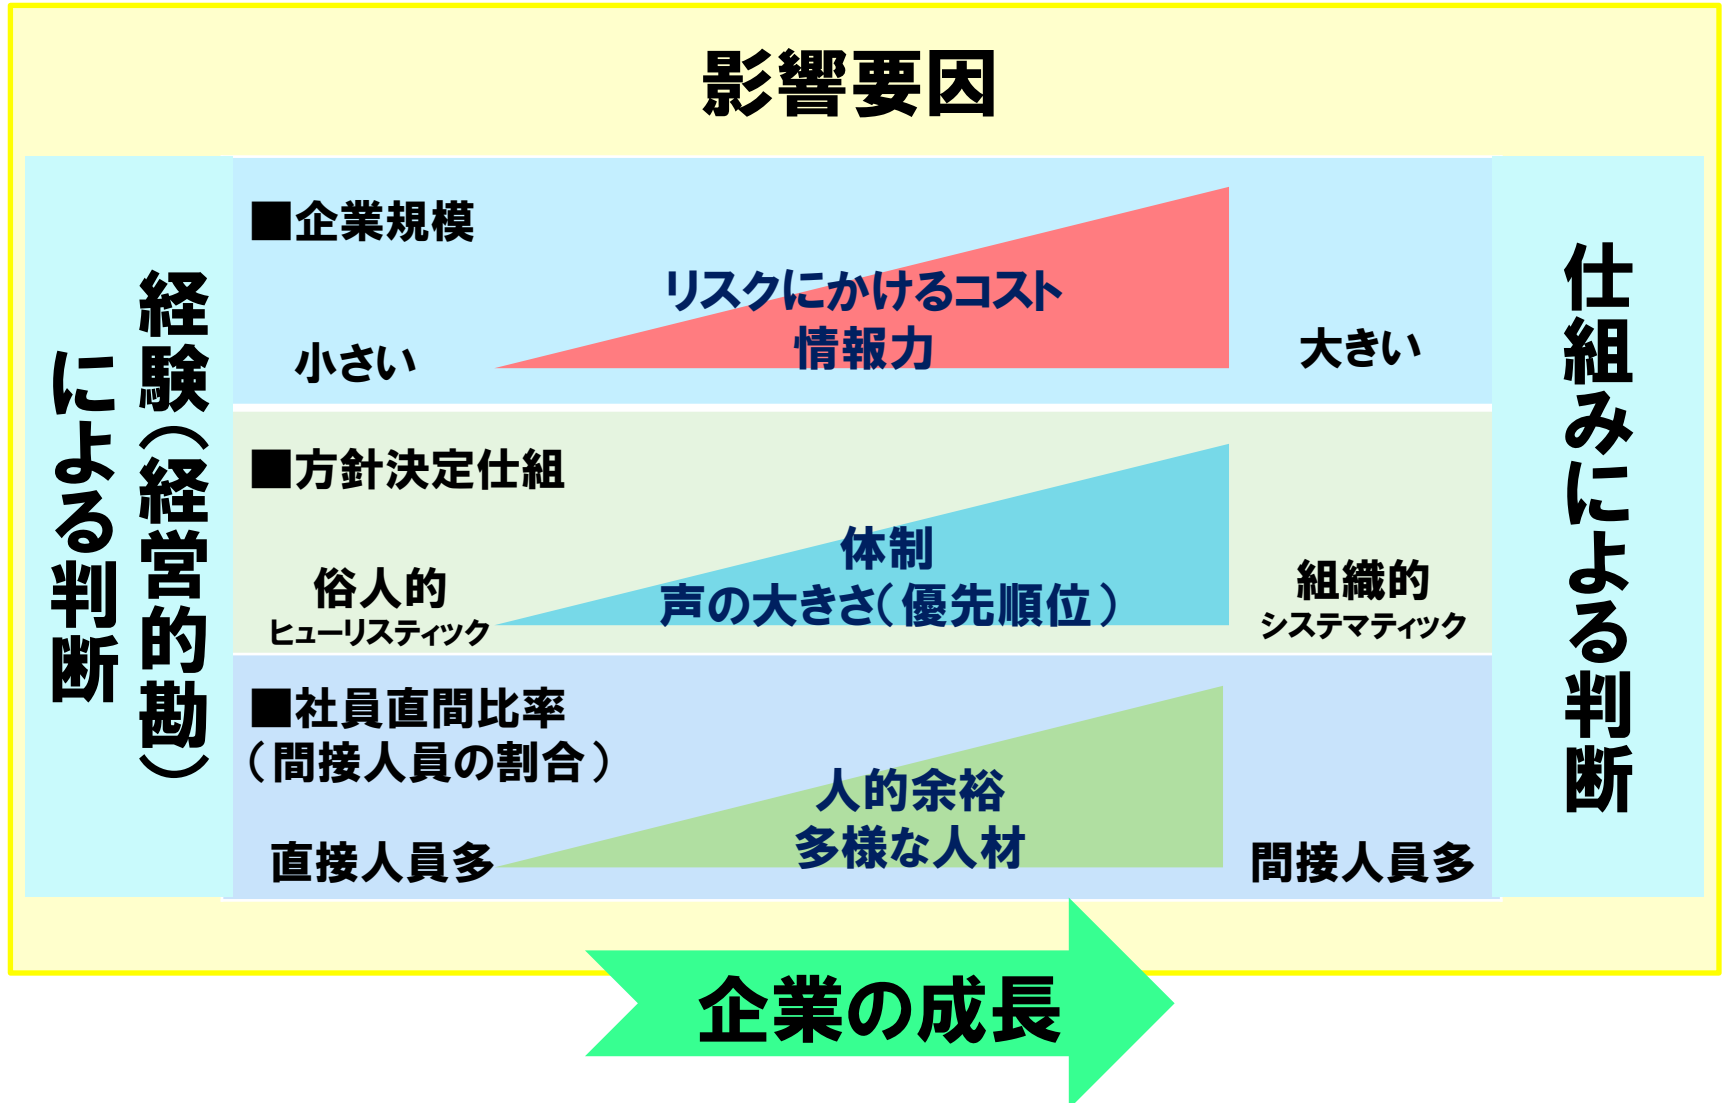 影響要因
経験（経営的勘）
による判断
■企業規模
リスクにかけるコスト
情報力
小さい
大きい
■方針決定仕組
体制
声の大きさ（優先順位）
俗人的
ヒューリスティック
組織的
システマティック
■社員直間比率
（間接人員の割合）
人的余裕
多様な人材
直接人員多
間接人員多
仕組みによる判断
企業の成長